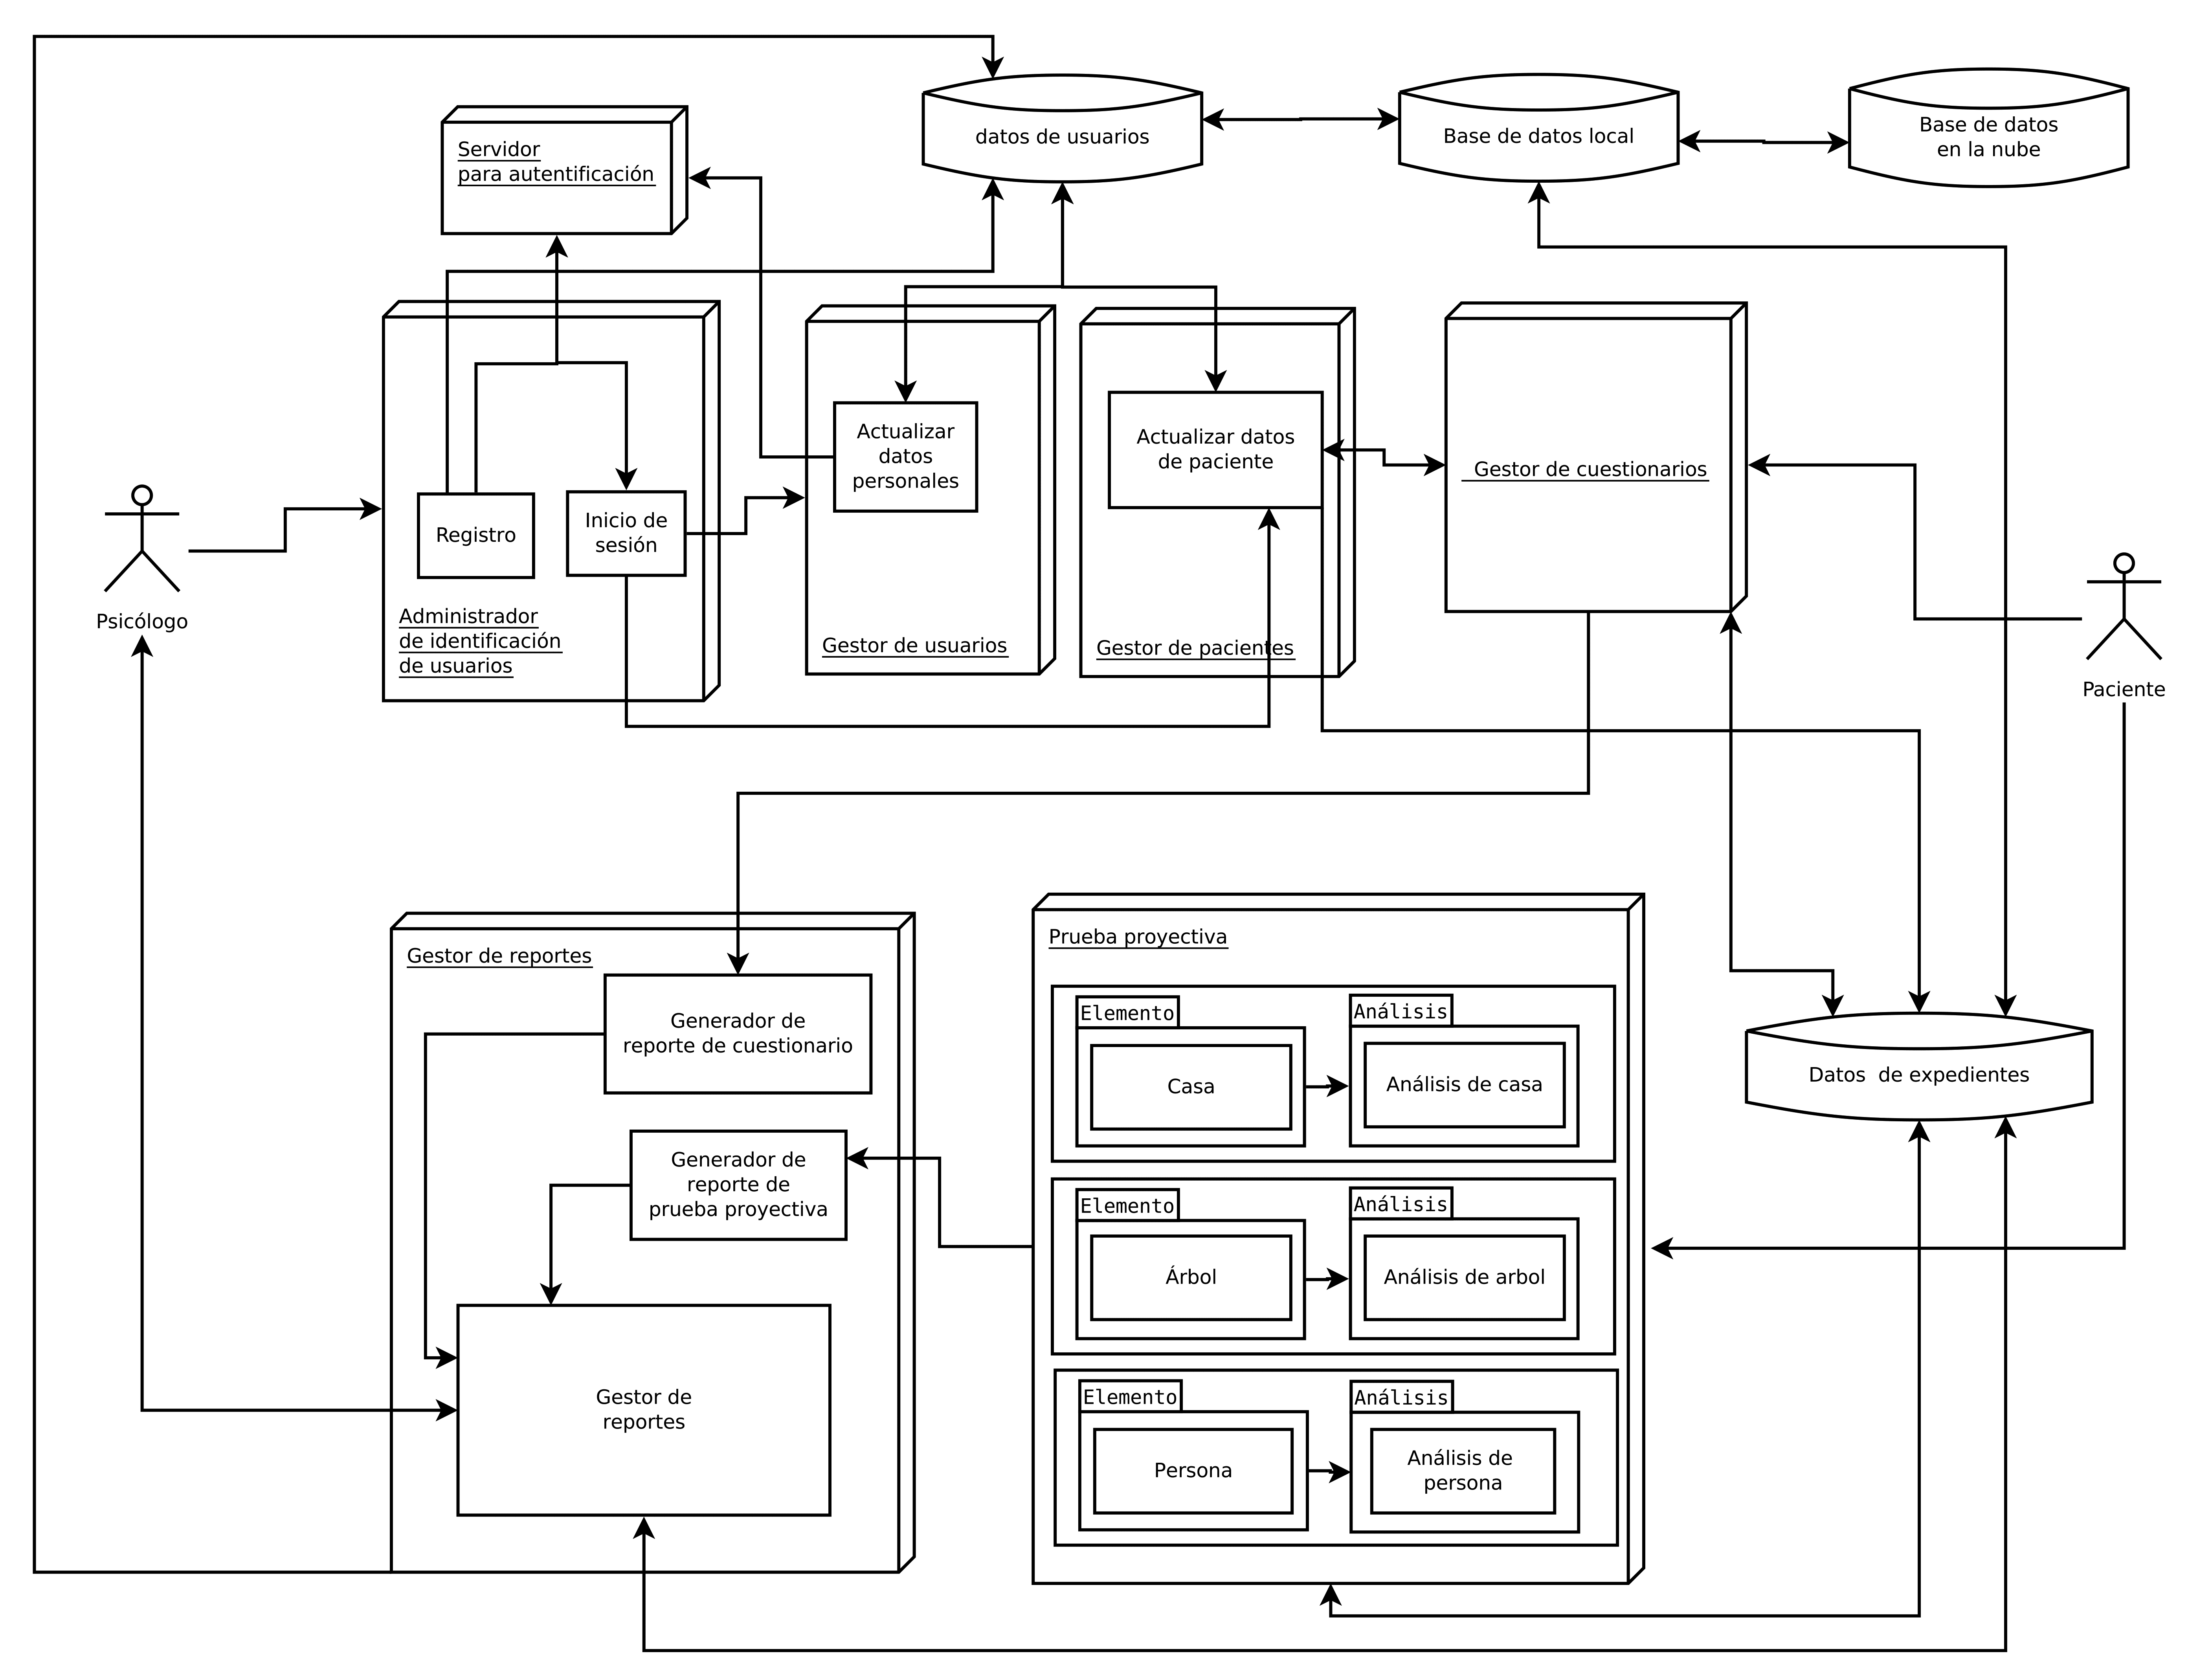 datos de usuarios
Base de datos local
Base de datos
en la nube
Servidor
para autentificación
Actualizar
datos
personales
Actualizar datos
de paciente
Gestor de cuestionarios
Registro
Inicio de
sesión
Psicólogo
Administrador
de identificación
de usuarios
Gestor de usuarios
Gestor de pacientes
Paciente
Gestor de reportes
Generador de
reporte de cuestionario
Generador de
reporte de
prueba proyectiva
Gestor de
reportes
Prueba proyectiva
Elemento
Casa
Análisis
Análisis de casa
Elemento
Árbol
Análisis
Análisis de arbol
Elemento
Persona
Análisis
Análisis de
persona
Datos  de expedientes